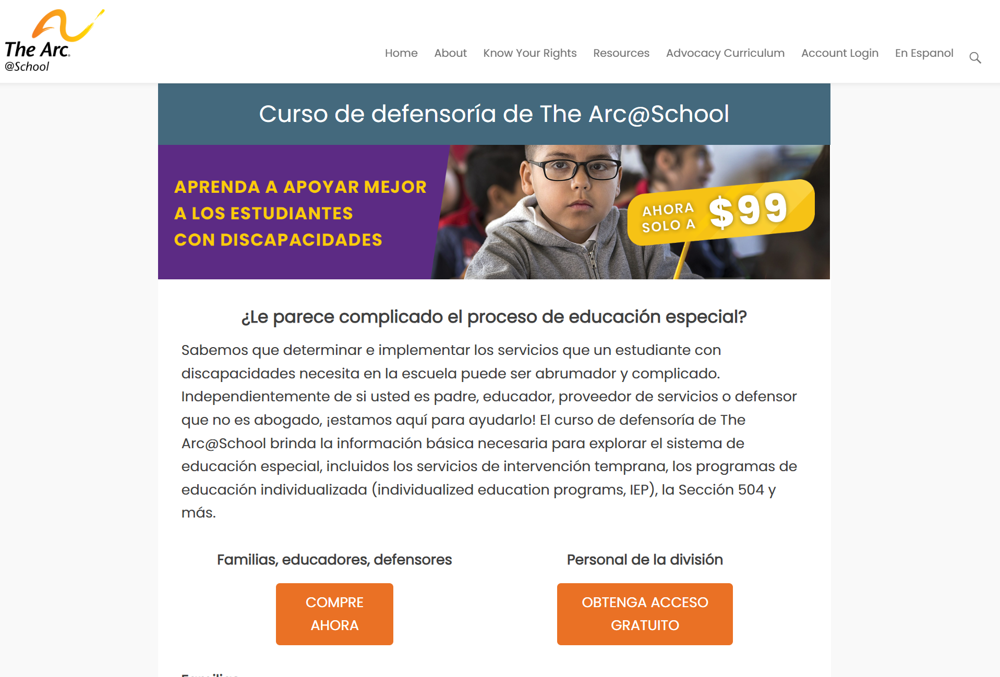 The Arc
@School
Home About Know Your Rights Resources Advocacy Curriculum Account Login En Espanol
Curso de defensoría de The Arc@School
APRENDA A APOYAR MEJOR
A LOS ESTUDIANTES
CON DISCAPACIDADES
AHORA
SOLO A
$99
¿Le parece complicado el proceso de educación especial?
Sabemos que determinar e implementar los servicios que un estudiante con
discapacidades necesita en la escuela puede ser abrumador y complicado.
Independientemente de si usted es padre, educador, proveedor de servicios o defensor
que no es abogado, ¡estamos aquí para ayudarlo! El curso de defensoría de The
Arc@School brinda la información básica necesaria para explorar el sistema de
educación especial, incluidos los servicios de intervención temprana, los programas de
educación individualizada (individualized education programs, IEP), la Sección 504 y
más.
Familias, educadores, defensores
COMPRE
AHORA
Personal de la división
OBTENGA ACCESO
GRATUITO